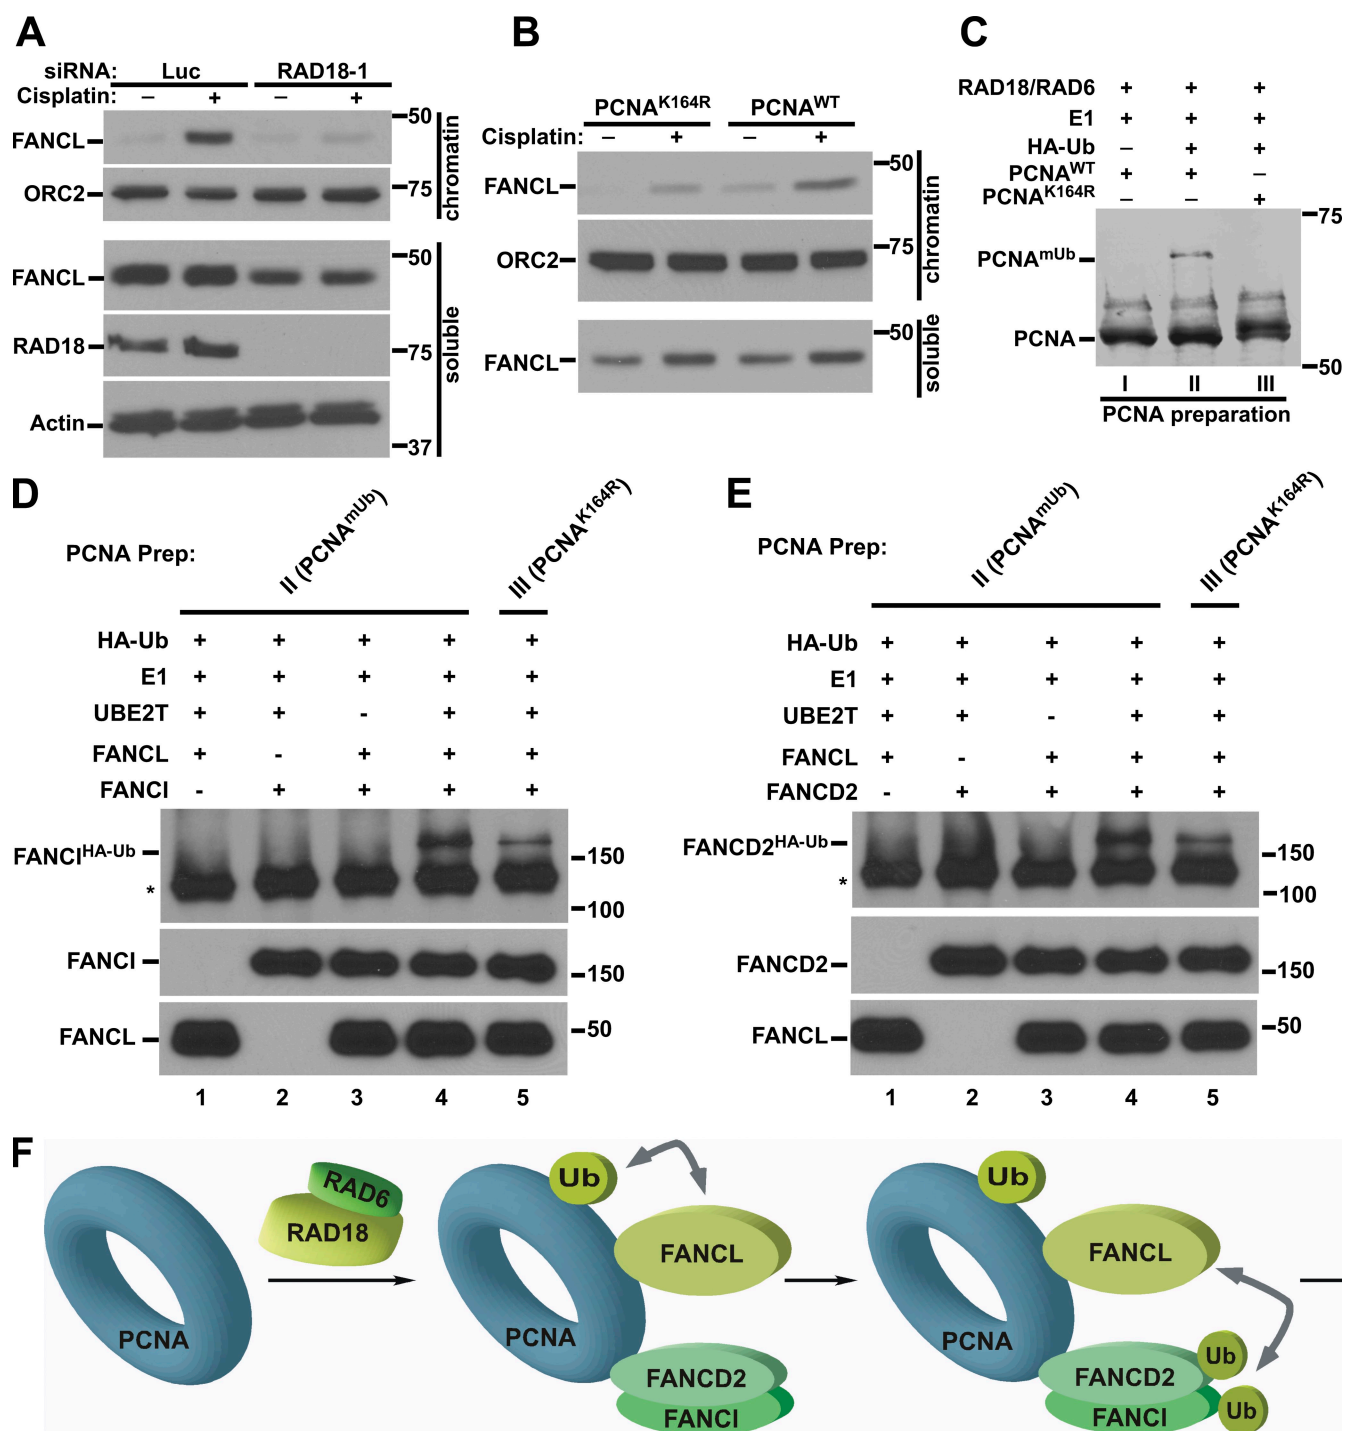 A
siRNA: Luc RAD18-1
Cisplatin: – + – +
FANCL 50
ORC2 75
chromatin
FANCL 50
RAD18 75
Actin 37
soluble
B
PCNAK164R PCNAWT
Cisplatin: – + – +
FANCL 50
ORC2 75
chromatin
FANCL 50
soluble
C
RAD18/RAD6 + + +
E1 + + +
HA-Ub – + +
PCNAWT + + –
PCNAK164R – – +
75
PCNAmUb
PCNA
50
I II III
PCNA preparation
D
PCNA Prep: II (PCNAmUb) III (PCNAK164R)
HA-Ub + + + + +
E1 + + + + +
UBE2T + + - + +
FANCL + - + + +
FANCI - + + + +
FANCIHA-Ub 150
* 100
FANCI 150
FANCL 50
1 2 3 4 5
E
PCNA Prep: II (PCNAmUb) III (PCNAK164R)
HA-Ub + + + + +
E1 + + + + +
UBE2T + + - + +
FANCL + - + + +
FANCD2 - + + + +
FANCD2HA-Ub 150
* 100
FANCD2 150
FANCL 50
1 2 3 4 5
F
PCNA
RAD6
RAD18
Ub
FANCL
PCNA
FANCD2
FANCI
Ub
FANCL
PCNA
FANCD2
FANCI
Ub
Ub